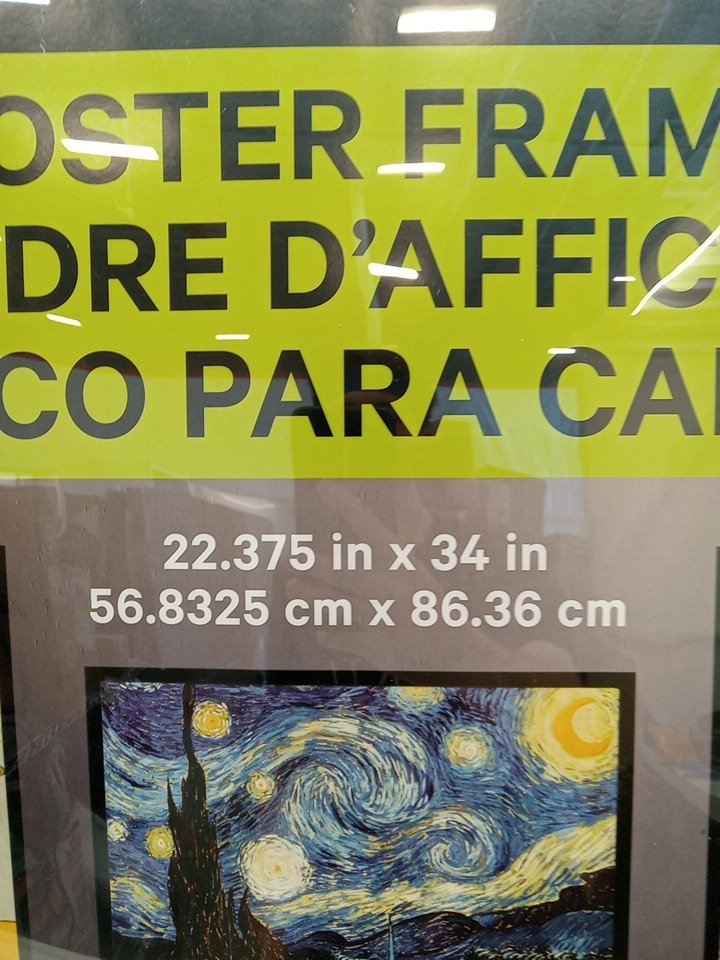 OSTER FRAM
DRE D'AFFIC
CO PARA CA
22.375 in x 34 in
56.8325 cm x 86.36 cm